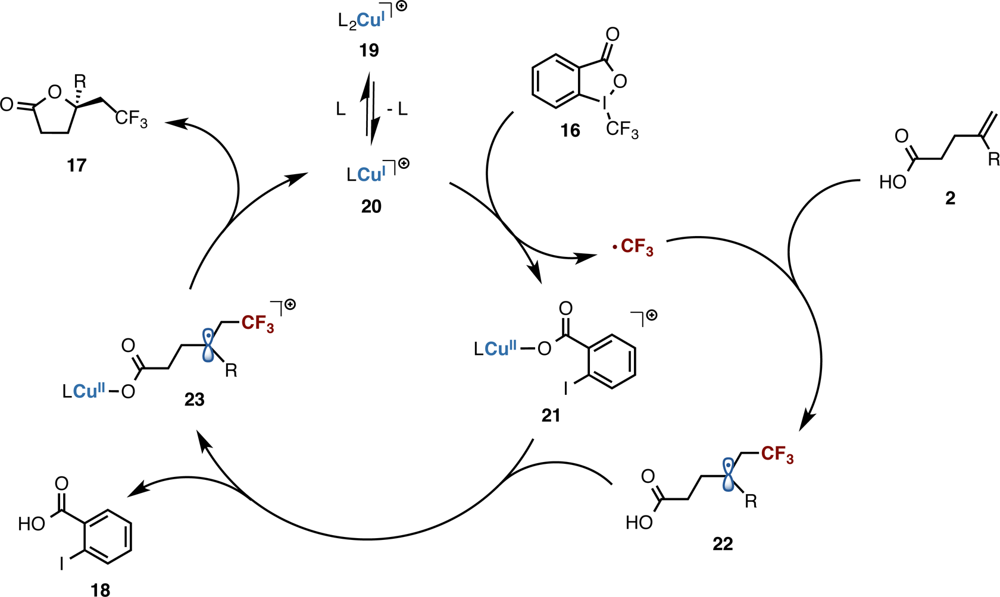 L₂Cuᴵ ⊕
19
L
- L
LCuᴵ ⊕
20
O
O
I
CF₃
16
O
O
R
CF₃
17
O
HO
R
2
·CF₃
O
LCuᴵᴵ
O
I
⊕
21
⊕
CF₃
O
R
LCuᴵᴵ
O
23
CF₃
O
R
HO
22
O
HO
I
18